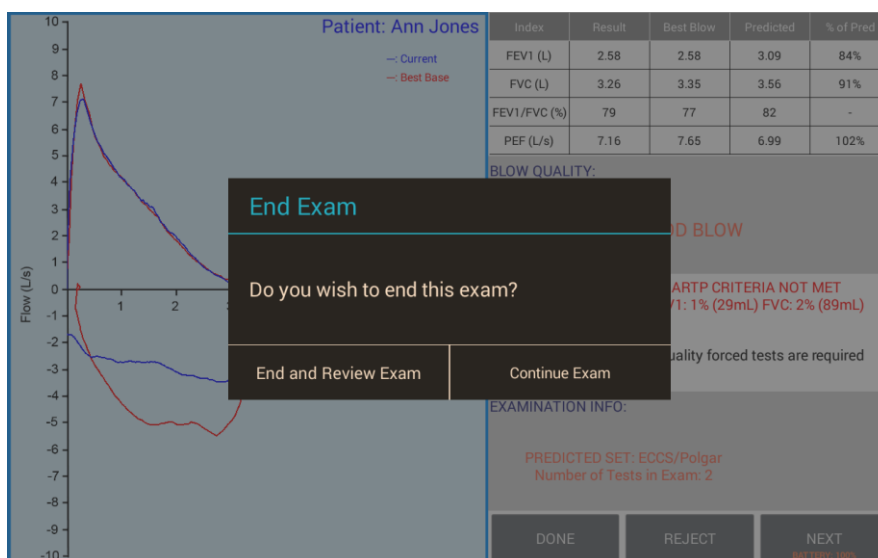 Patient: Ann Jones
—: Current
—: Best Base
Flow (L/s)
10
9
8
7
6
5
4
3
2
1
0
-1
-2
-3
-4
-5
-6
-7
-8
-9
-10
1 2
Index Result Best Blow Predicted % of Pred
FEV1 (L) 2.58 2.58 3.09 84%
FVC (L) 3.26 3.35 3.56 91%
FEV1/FVC (%) 79 77 82 -
PEF (L/s) 7.16 7.65 6.99 102%
BLOW QUALITY:
BLOW
ARTP CRITERIA NOT MET
1% (29mL) FVC: 2% (89mL)
forced tests are required
End Exam
Do you wish to end this exam?
End and Review Exam Continue Exam
EXAMINATION INFO:
PREDICTED SET: ECCS/Polgar
Number of Tests in Exam: 2
DONE REJECT NEXT
BATTERY: 100%